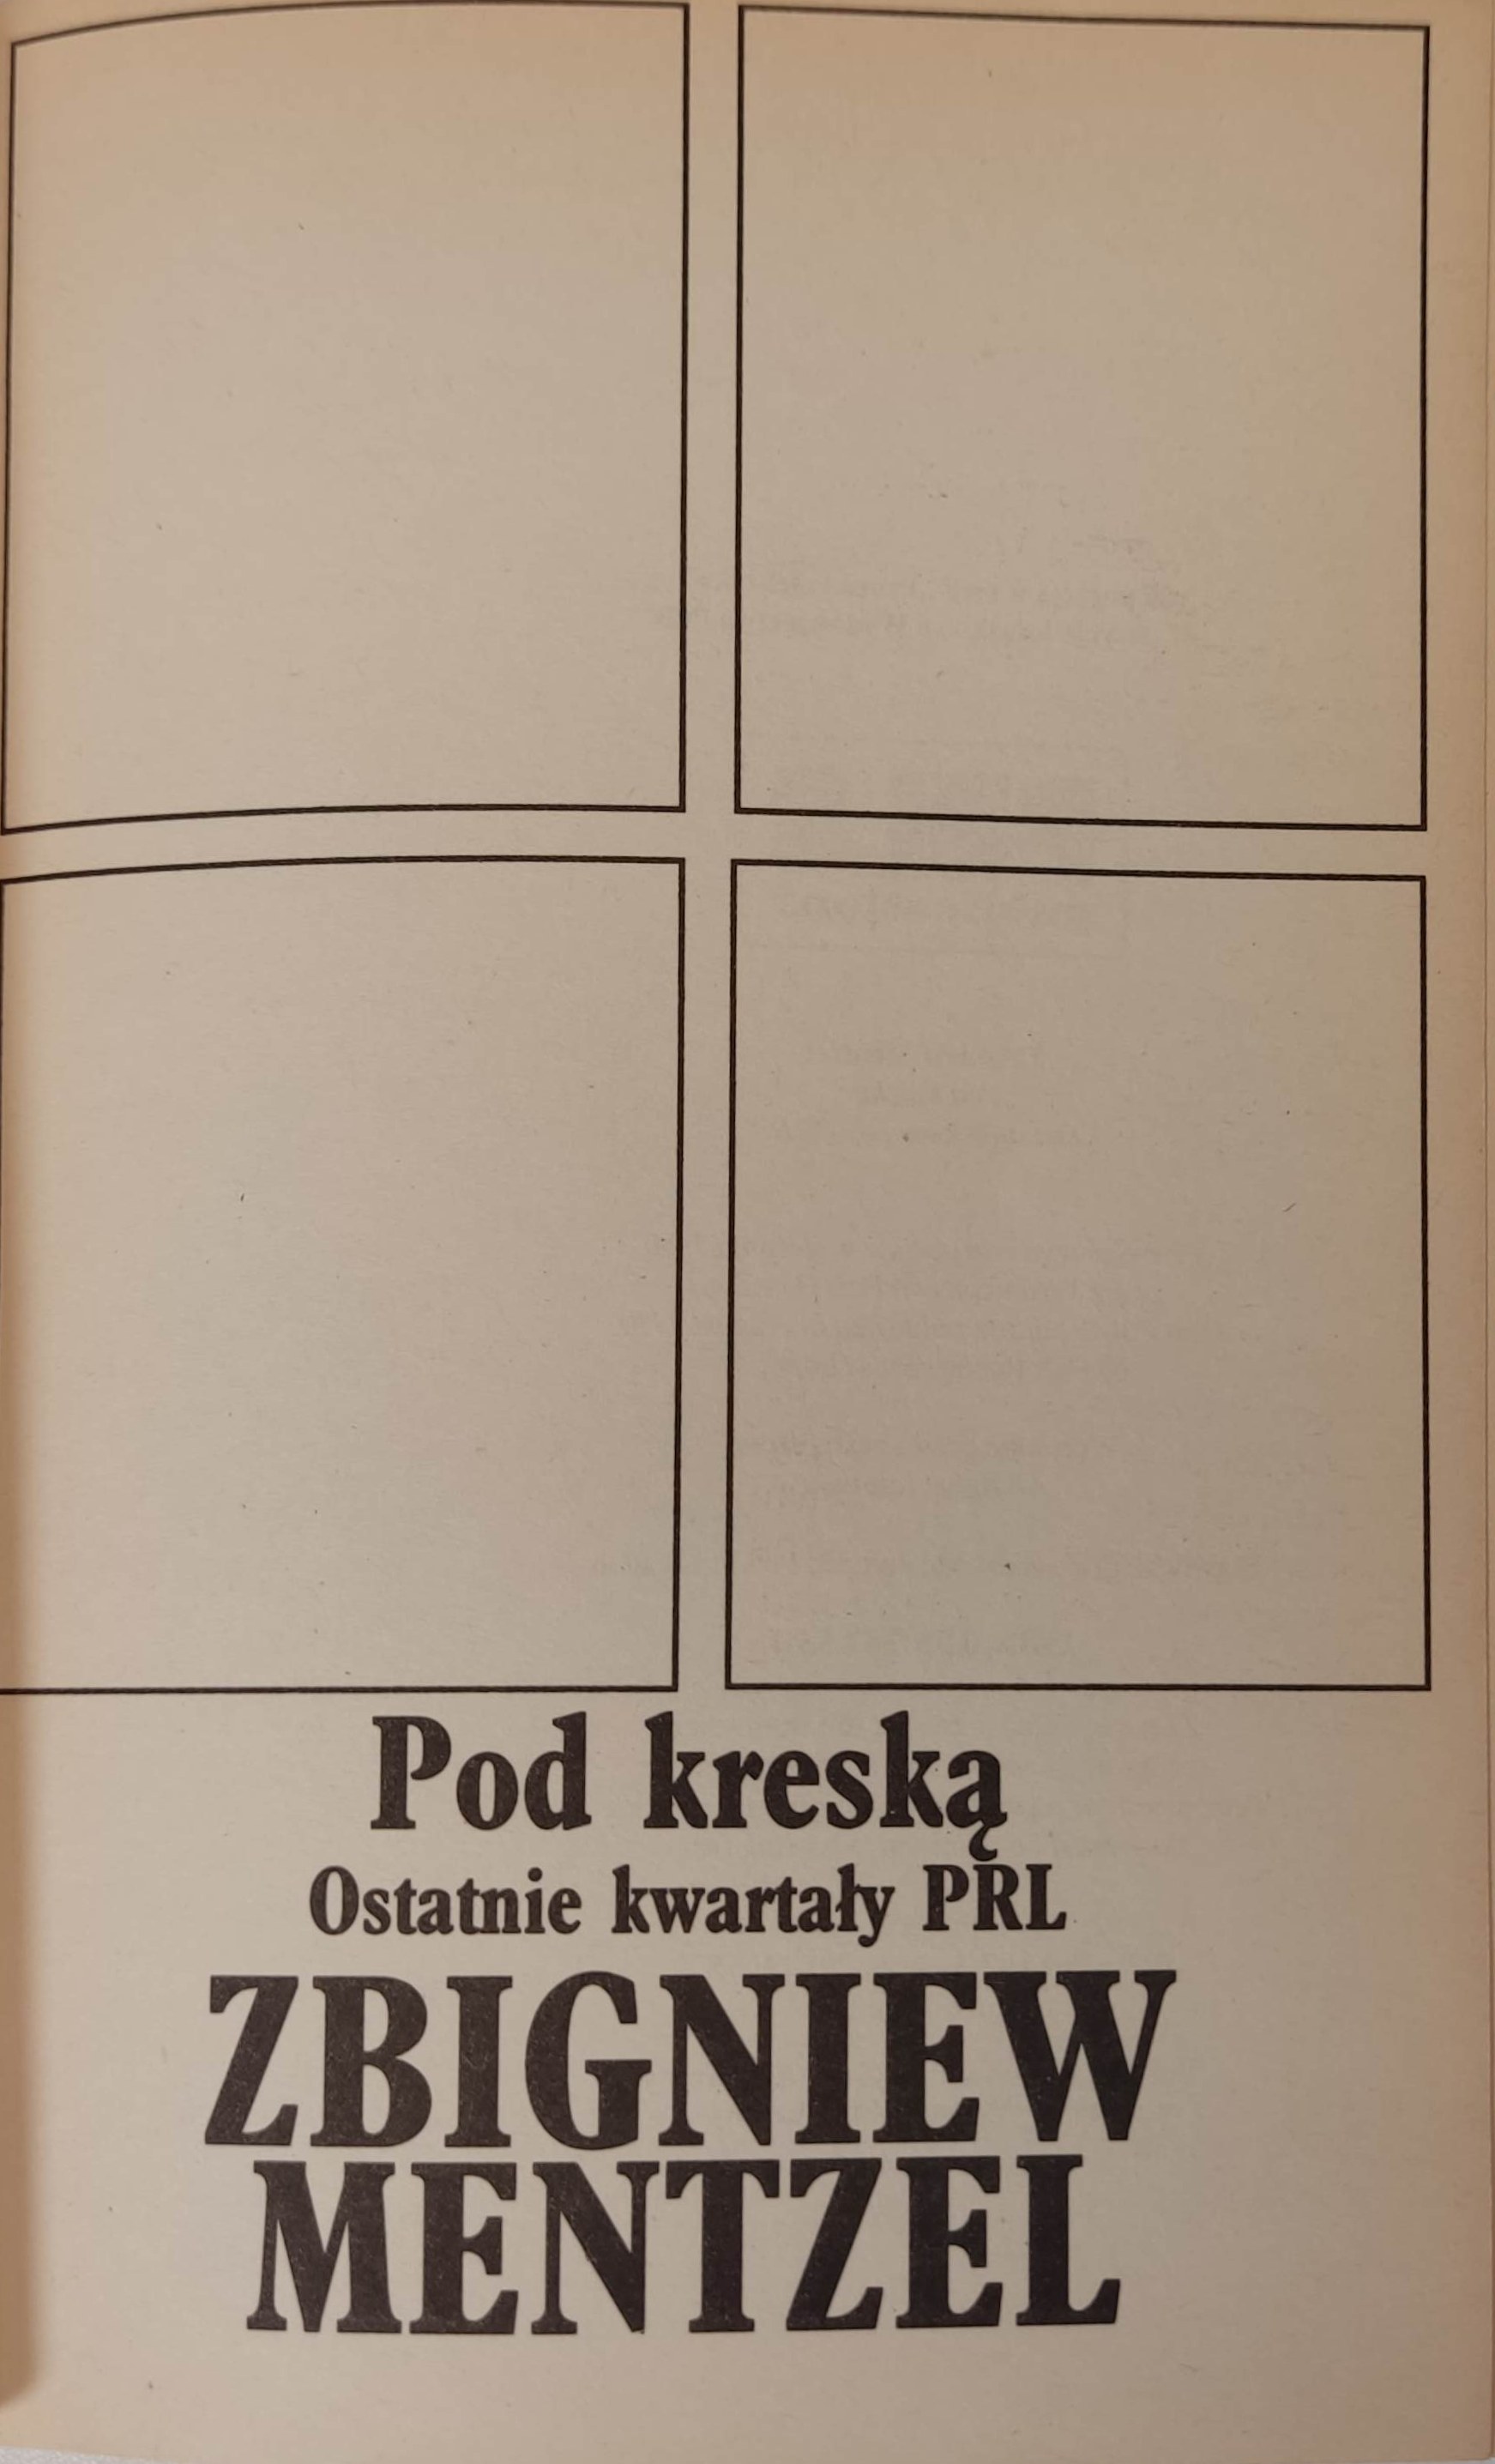 Pod kreską
Ostatnie kwartały PRL
ZBIGNIEW
MENTZEL